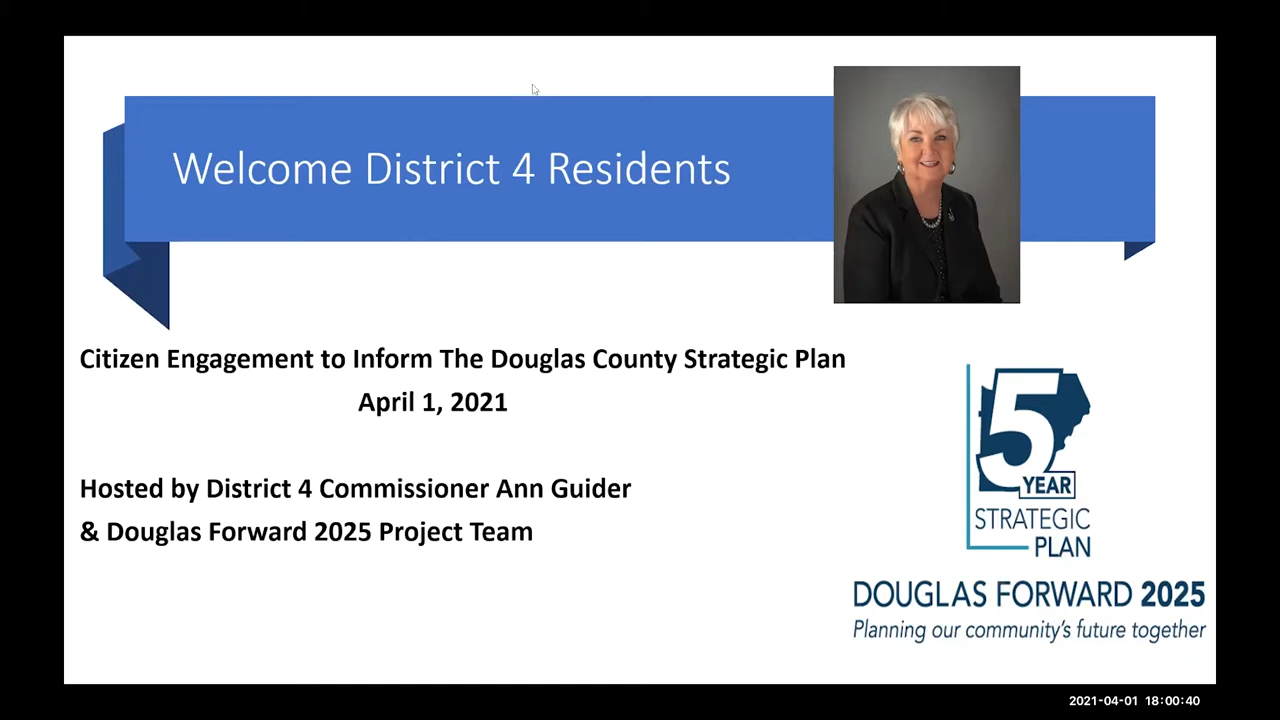 Welcome District 4 Residents
Citizen Engagement to Inform The Douglas County Strategic Plan
April 1, 2021
Hosted by District 4 Commissioner Ann Guider
& Douglas Forward 2025 Project Team
5
YEAR
STRATEGIC
PLAN
DOUGLAS FORWARD 2025
Planning our community's future together
2021-04-01 18:00:40